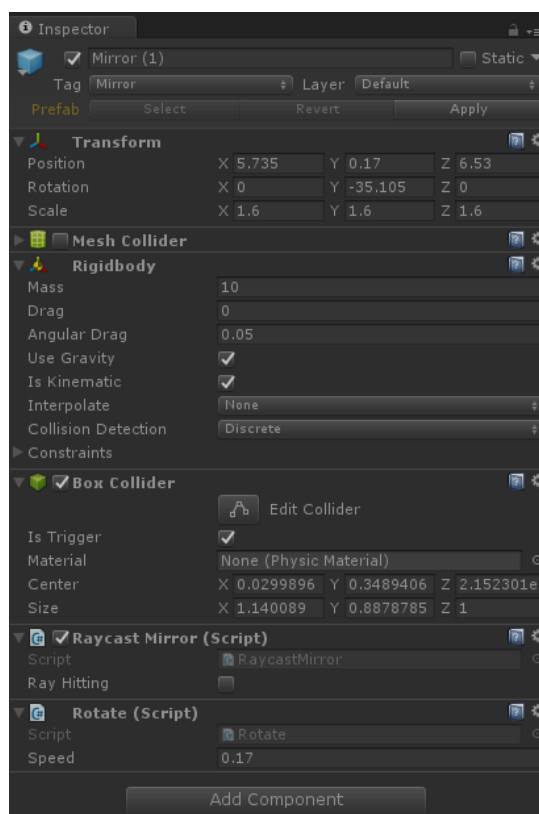 Inspector
Mirror (1) Static
Tag Mirror Layer Default
Prefab Select Revert Apply
Transform
Position X 5.735 Y 0.17 Z 6.53
Rotation X 0 Y -35.105 Z 0
Scale X 1.6 Y 1.6 Z 1.6
Mesh Collider
Rigidbody
Mass 10
Drag 0
Angular Drag 0.05
Use Gravity
Is Kinematic
Interpolate None
Collision Detection Discrete
Constraints
Box Collider
Edit Collider
Is Trigger
Material None (Physic Material)
Center X 0.0299896 Y 0.3489406 Z 2.152301e
Size X 1.140089 Y 0.8878785 Z 1
Raycast Mirror (Script)
Script RaycastMirror
Ray Hitting
Rotate (Script)
Script Rotate
Speed 0.17
Add Component